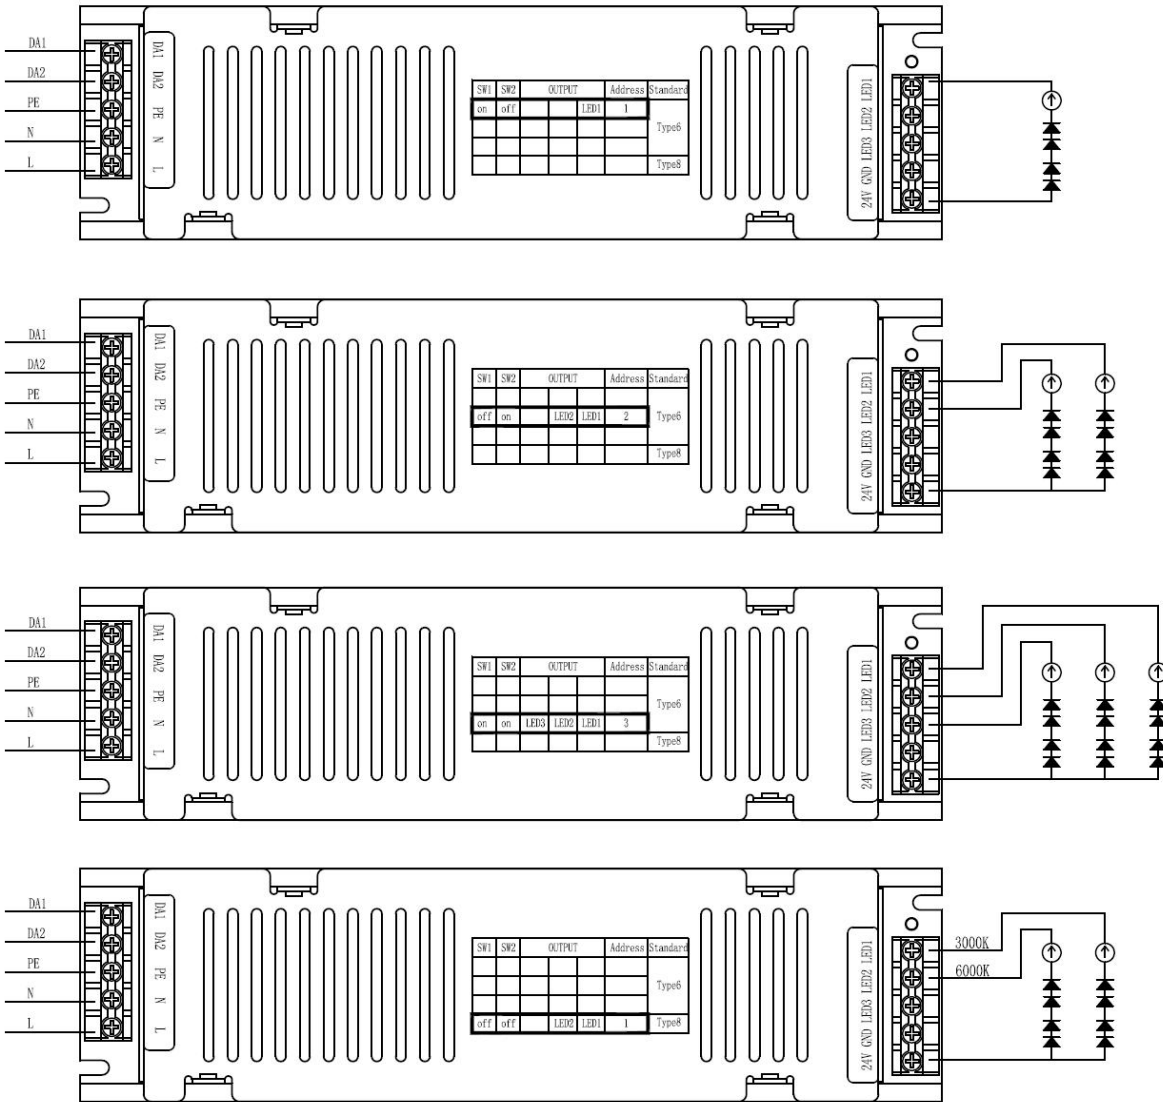 DA1
DA2
PE
N
L
DA1 DA2 PE N L
SW1 SW2 OUTPUT Address Standard
on off LED1 1
Type6
Type8
24V GND LED3 LED2 LED1
DA1
DA2
PE
N
L
DA1 DA2 PE N L
SW1 SW2 OUTPUT Address Standard
off on LED2 LED1 2 Type6
Type8
24V GND LED3 LED2 LED1
DA1
DA2
PE
N
L
DA1 DA2 PE N L
SW1 SW2 OUTPUT Address Standard
Type6
on on LED3 LED2 LED1 3
Type8
24V GND LED3 LED2 LED1
DA1
DA2
PE
N
L
DA1 DA2 PE N L
SW1 SW2 OUTPUT Address Standard
Type6
off off LED2 LED1 1 Type8
24V GND LED3 LED2 LED1
3000K
6000K